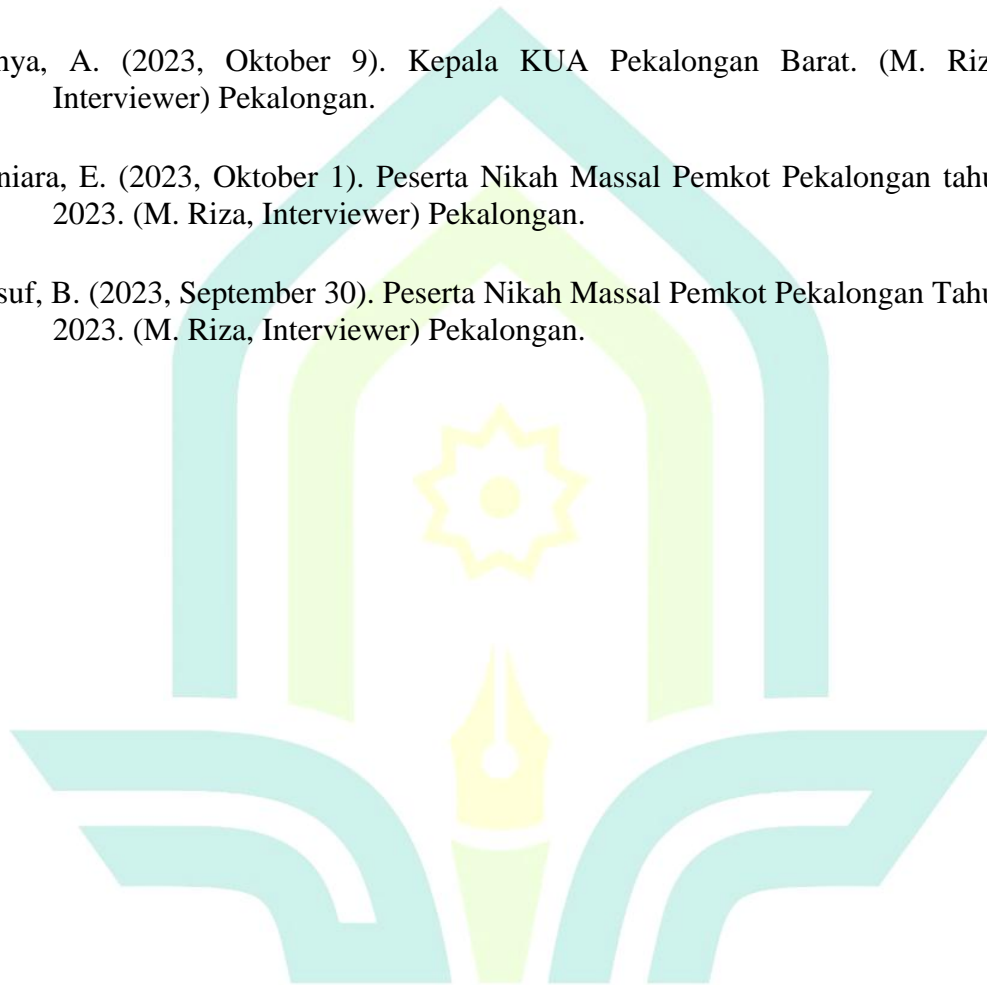 nya, A. (2023, Oktober 9). Kepala KUA Pekalongan Barat. (M. Riz
Interviewer) Pekalongan.
niara, E. (2023, Oktober 1). Peserta Nikah Massal Pemkot Pekalongan tahu
2023. (M. Riza, Interviewer) Pekalongan.
suf, B. (2023, September 30). Peserta Nikah Massal Pemkot Pekalongan Tahu
2023. (M. Riza, Interviewer) Pekalongan.